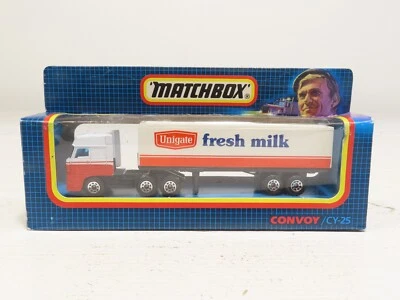 "MATCHBOX"®
Unigate fresh milk
CONVOY/CY-25